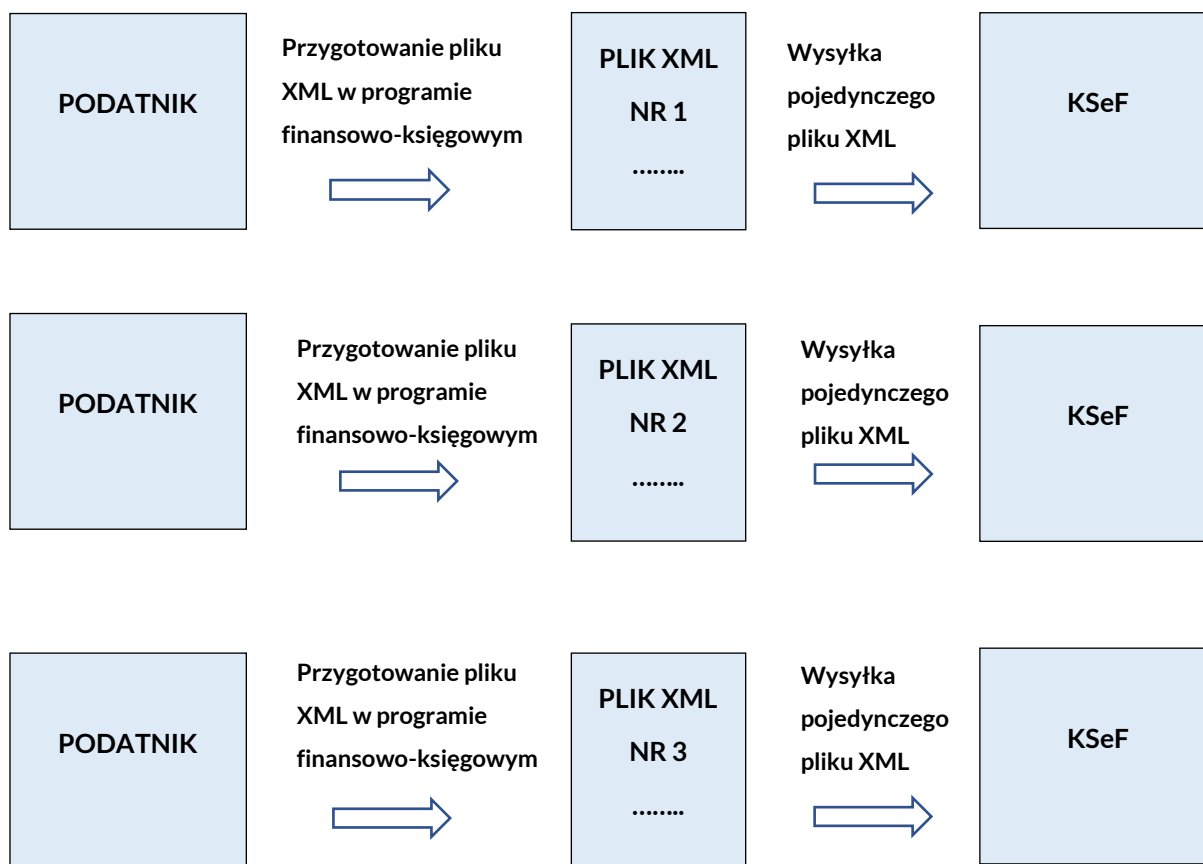 PODATNIK
Przygotowanie pliku
XML w programie
finansowo-księgowym
PLIK XML
NR 1
……..
Wysyłka
pojedynczego
pliku XML
KSeF
PODATNIK
Przygotowanie pliku
XML w programie
finansowo-księgowym
PLIK XML
NR 2
……..
Wysyłka
pojedynczego
pliku XML
KSeF
PODATNIK
Przygotowanie pliku
XML w programie
finansowo-księgowym
PLIK XML
NR 3
……..
Wysyłka
pojedynczego
pliku XML
KSeF